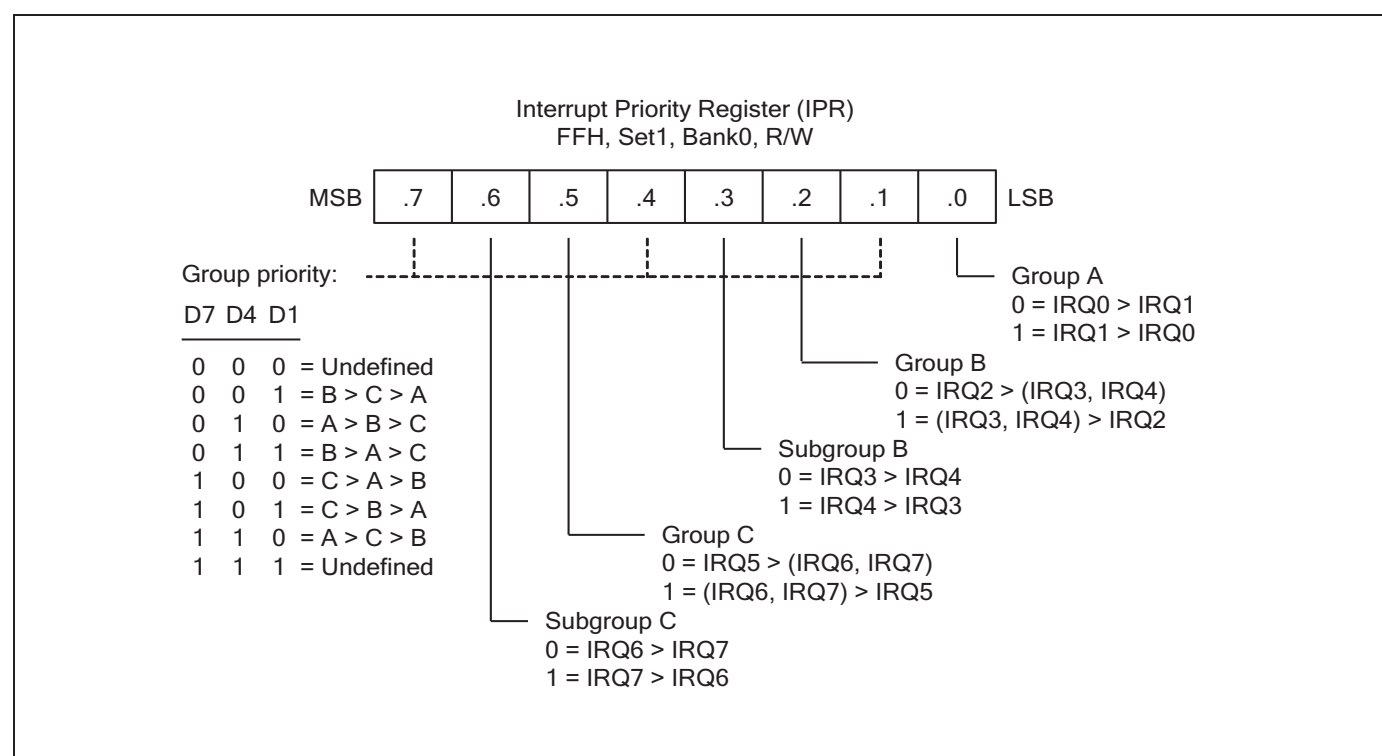 Interrupt Priority Register (IPR)
FFH, Set1, Bank0, R/W
MSB .7 .6 .5 .4 .3 .2 .1 .0 LSB
Group priority:
D7 D4 D1
0 0 0 = Undefined
0 0 1 = B > C > A
0 1 0 = A > B > C
0 1 1 = B > A > C
1 0 0 = C > A > B
1 0 1 = C > B > A
1 1 0 = A > C > B
1 1 1 = Undefined
Group A
0 = IRQ0 > IRQ1
1 = IRQ1 > IRQ0
Group B
0 = IRQ2 > (IRQ3, IRQ4)
1 = (IRQ3, IRQ4) > IRQ2
Subgroup B
0 = IRQ3 > IRQ4
1 = IRQ4 > IRQ3
Group C
0 = IRQ5 > (IRQ6, IRQ7)
1 = (IRQ6, IRQ7) > IRQ5
Subgroup C
0 = IRQ6 > IRQ7
1 = IRQ7 > IRQ6